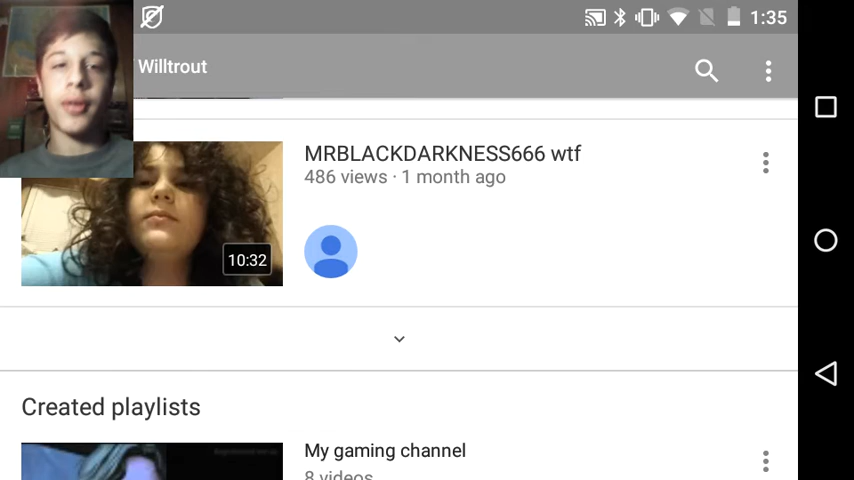 1:35
Willtrout
MRBLACKDARKNESS666 wtf
486 views · 1 month ago
10:32
Created playlists
My gaming channel
8 videos